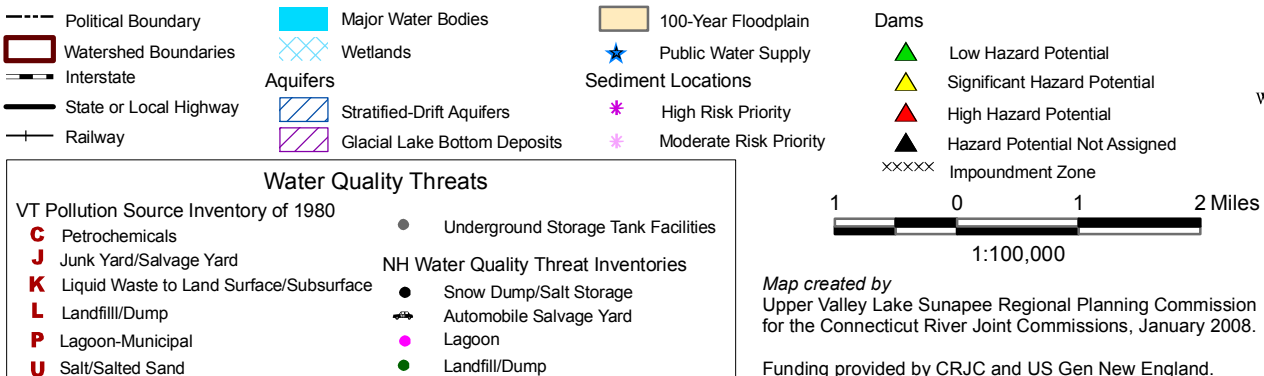 Political Boundary
Watershed Boundaries
Interstate
State or Local Highway
Railway
Major Water Bodies
Wetlands
Aquifers
Stratified-Drift Aquifers
Glacial Lake Bottom Deposits
100-Year Floodplain
Public Water Supply
Sediment Locations
High Risk Priority
Moderate Risk Priority
Dams
Low Hazard Potential
Significant Hazard Potential
High Hazard Potential
Hazard Potential Not Assigned
Impoundment Zone
Water Quality Threats
VT Pollution Source Inventory of 1980
C Petrochemicals
J Junk Yard/Salvage Yard
K Liquid Waste to Land Surface/Subsurface
L Landfilll/Dump
P Lagoon-Municipal
U Salt/Salted Sand
Underground Storage Tank Facilities
NH Water Quality Threat Inventories
Snow Dump/Salt Storage
Automobile Salvage Yard
Lagoon
Landfill/Dump
1 0 1 2 Miles
1:100,000
Map created by
Upper Valley Lake Sunapee Regional Planning Commission
for the Connecticut River Joint Commissions, January 2008.
Funding provided by CRJC and US Gen New England.